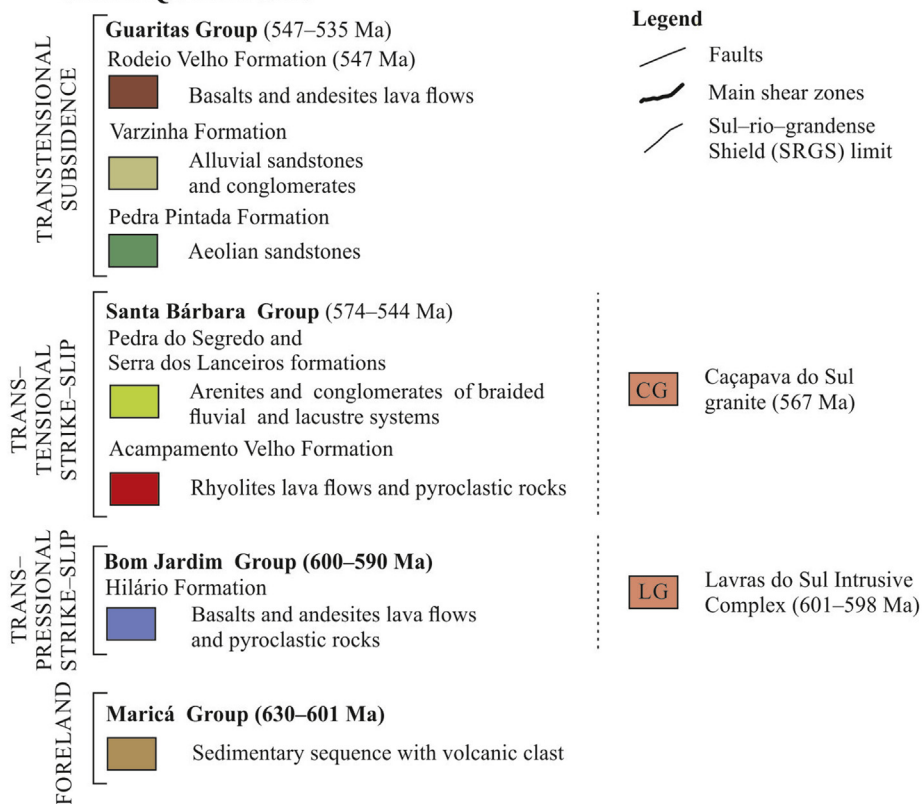 TRANSTENSIONAL
SUBSIDENCE
Guaritas Group (547–535 Ma)
Rodeio Velho Formation (547 Ma)
Basalts and andesites lava flows
Varzinha Formation
Alluvial sandstones
and conglomerates
Pedra Pintada Formation
Aeolian sandstones
Legend
Faults
Main shear zones
Sul–rio–grandense
Shield (SRGS) limit
TRANS–
TENSIONAL
STRIKE–SLIP
Santa Bárbara Group (574–544 Ma)
Pedra do Segredo and
Serra dos Lanceiros formations
Arenites and conglomerates of braided
fluvial and lacustre systems
Acampamento Velho Formation
Rhyolites lava flows and pyroclastic rocks
CG
Caçapava do Sul
granite (567 Ma)
TRANS–
PRESSIONAL
STRIKE–SLIP
Bom Jardim Group (600–590 Ma)
Hilário Formation
Basalts and andesites lava flows
and pyroclastic rocks
LG
Lavras do Sul Intrusive
Complex (601–598 Ma)
FORELAND
Maricá Group (630–601 Ma)
Sedimentary sequence with volcanic clast